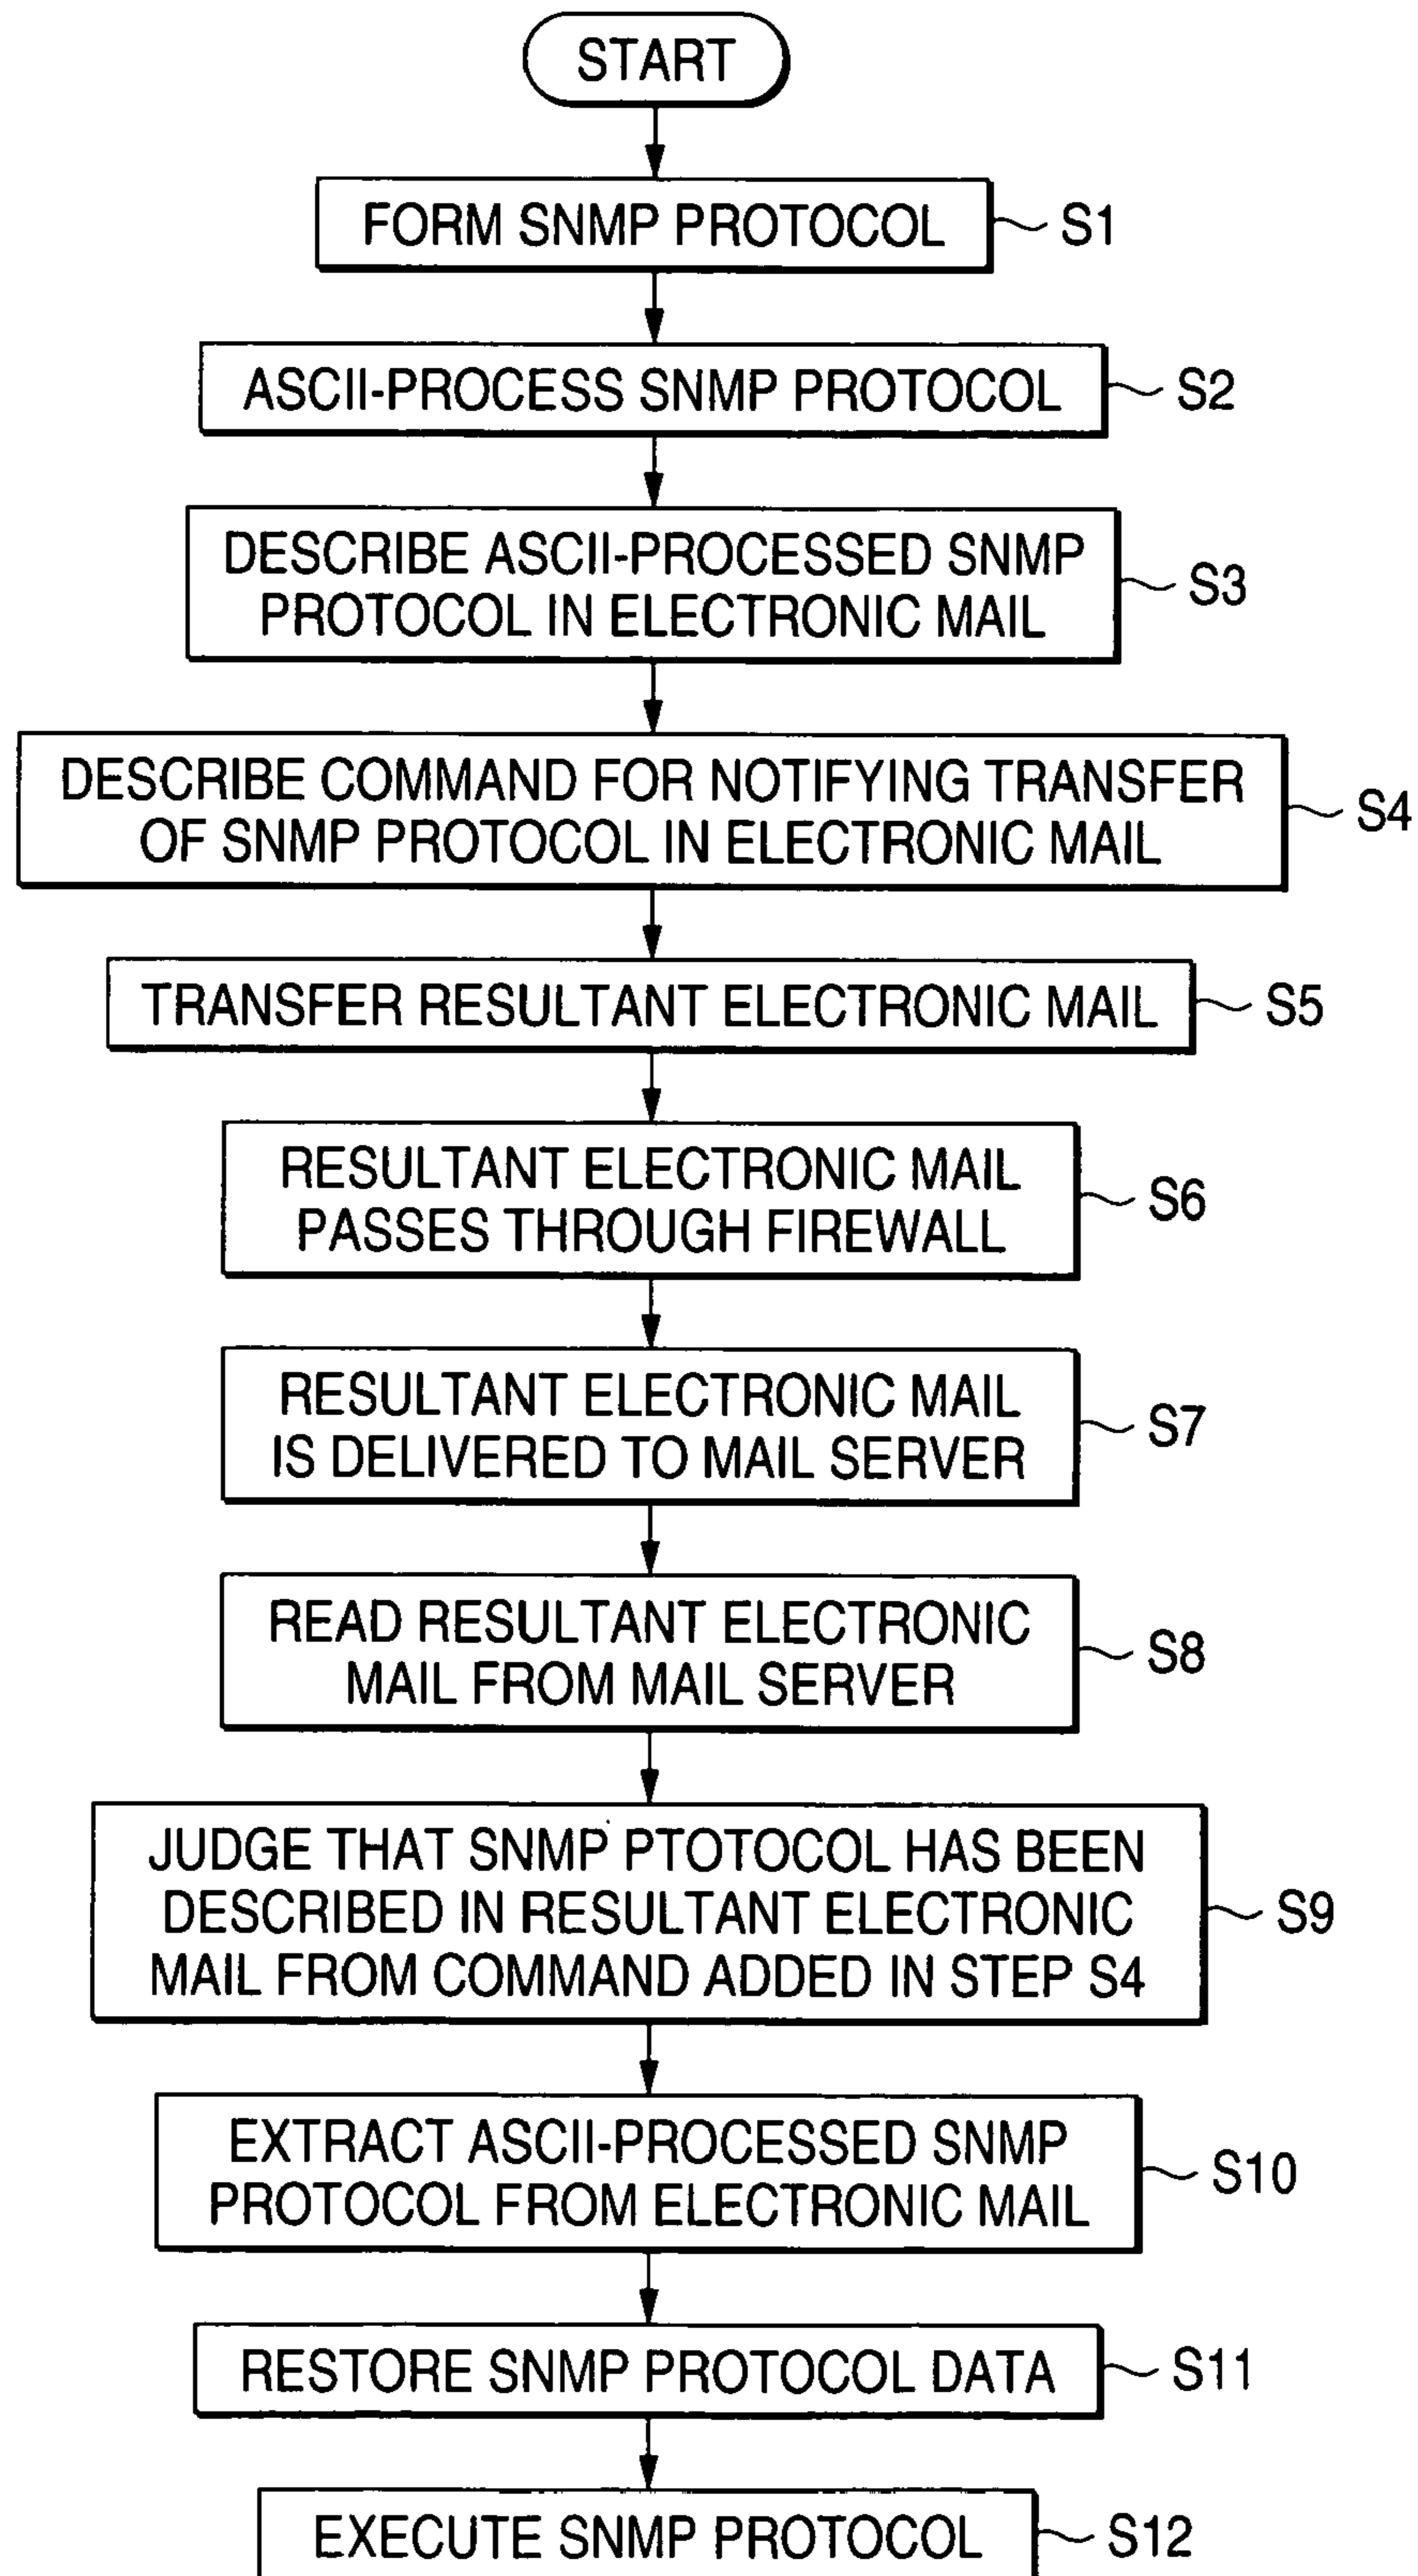 START
FORM SNMP PROTOCOL
S1
ASCII-PROCESS SNMP PROTOCOL
S2
DESCRIBE ASCII-PROCESSED SNMP
PROTOCOL IN ELECTRONIC MAIL
S3
DESCRIBE COMMAND FOR NOTIFYING TRANSFER
OF SNMP PROTOCOL IN ELECTRONIC MAIL
S4
TRANSFER RESULTANT ELECTRONIC MAIL
S5
RESULTANT ELECTRONIC MAIL
PASSES THROUGH FIREWALL
S6
RESULTANT ELECTRONIC MAIL
IS DELIVERED TO MAIL SERVER
S7
READ RESULTANT ELECTRONIC
MAIL FROM MAIL SERVER
S8
JUDGE THAT SNMP PTOTOCOL HAS BEEN
DESCRIBED IN RESULTANT ELECTRONIC
MAIL FROM COMMAND ADDED IN STEP S4
S9
EXTRACT ASCII-PROCESSED SNMP
PROTOCOL FROM ELECTRONIC MAIL
S10
RESTORE SNMP PROTOCOL DATA
S11
EXECUTE SNMP PROTOCOL
S12